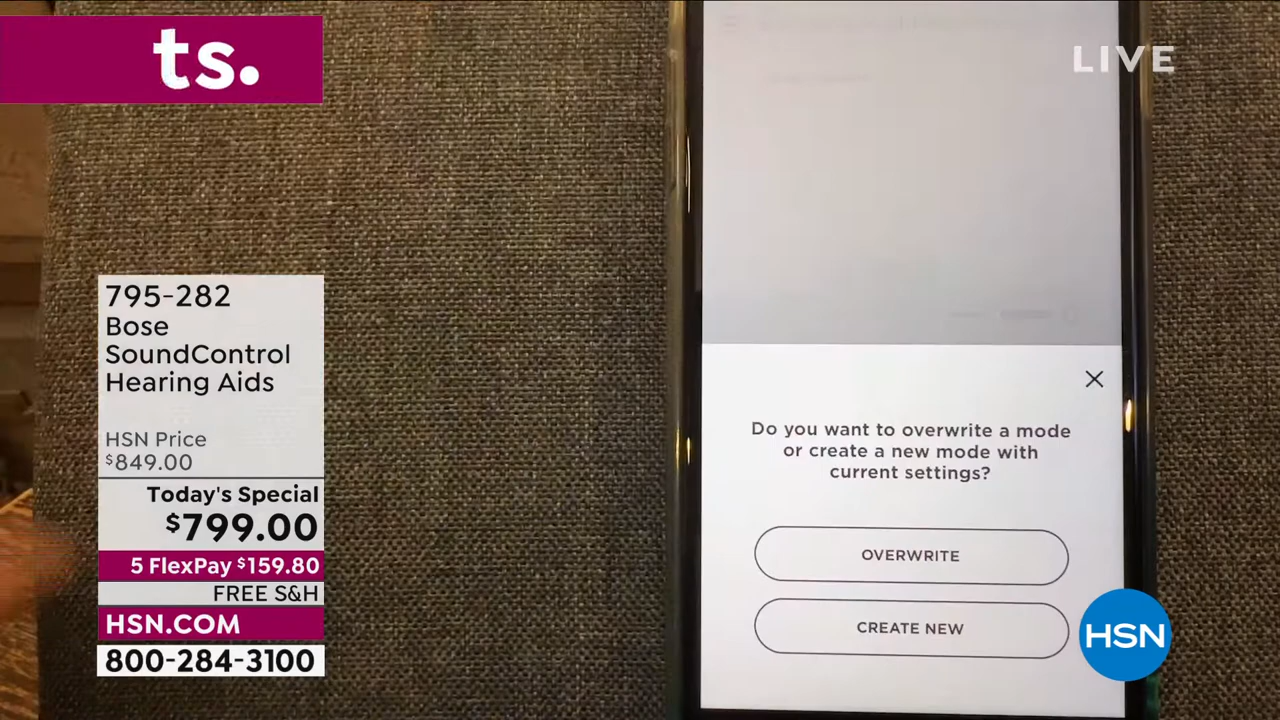 ts.
LIVE
795-282
Bose
SoundControl
Hearing Aids
HSN Price
$849.00
Today's Special
$799.00
5 FlexPay $159.80
FREE S&H
HSN.COM
800-284-3100
Do you want to overwrite a mode
or create a new mode with
current settings?
OVERWRITE
CREATE NEW
HSN